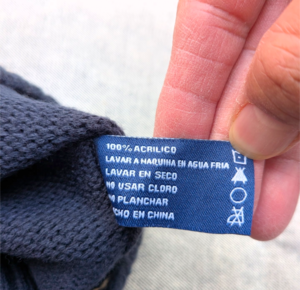 100% ACRILICO
LAVAR A MAQUINA EN AGUA FRIA
LAVAR EN SECO
NO USAR CLORO
PLANCHAR
EN CHINA